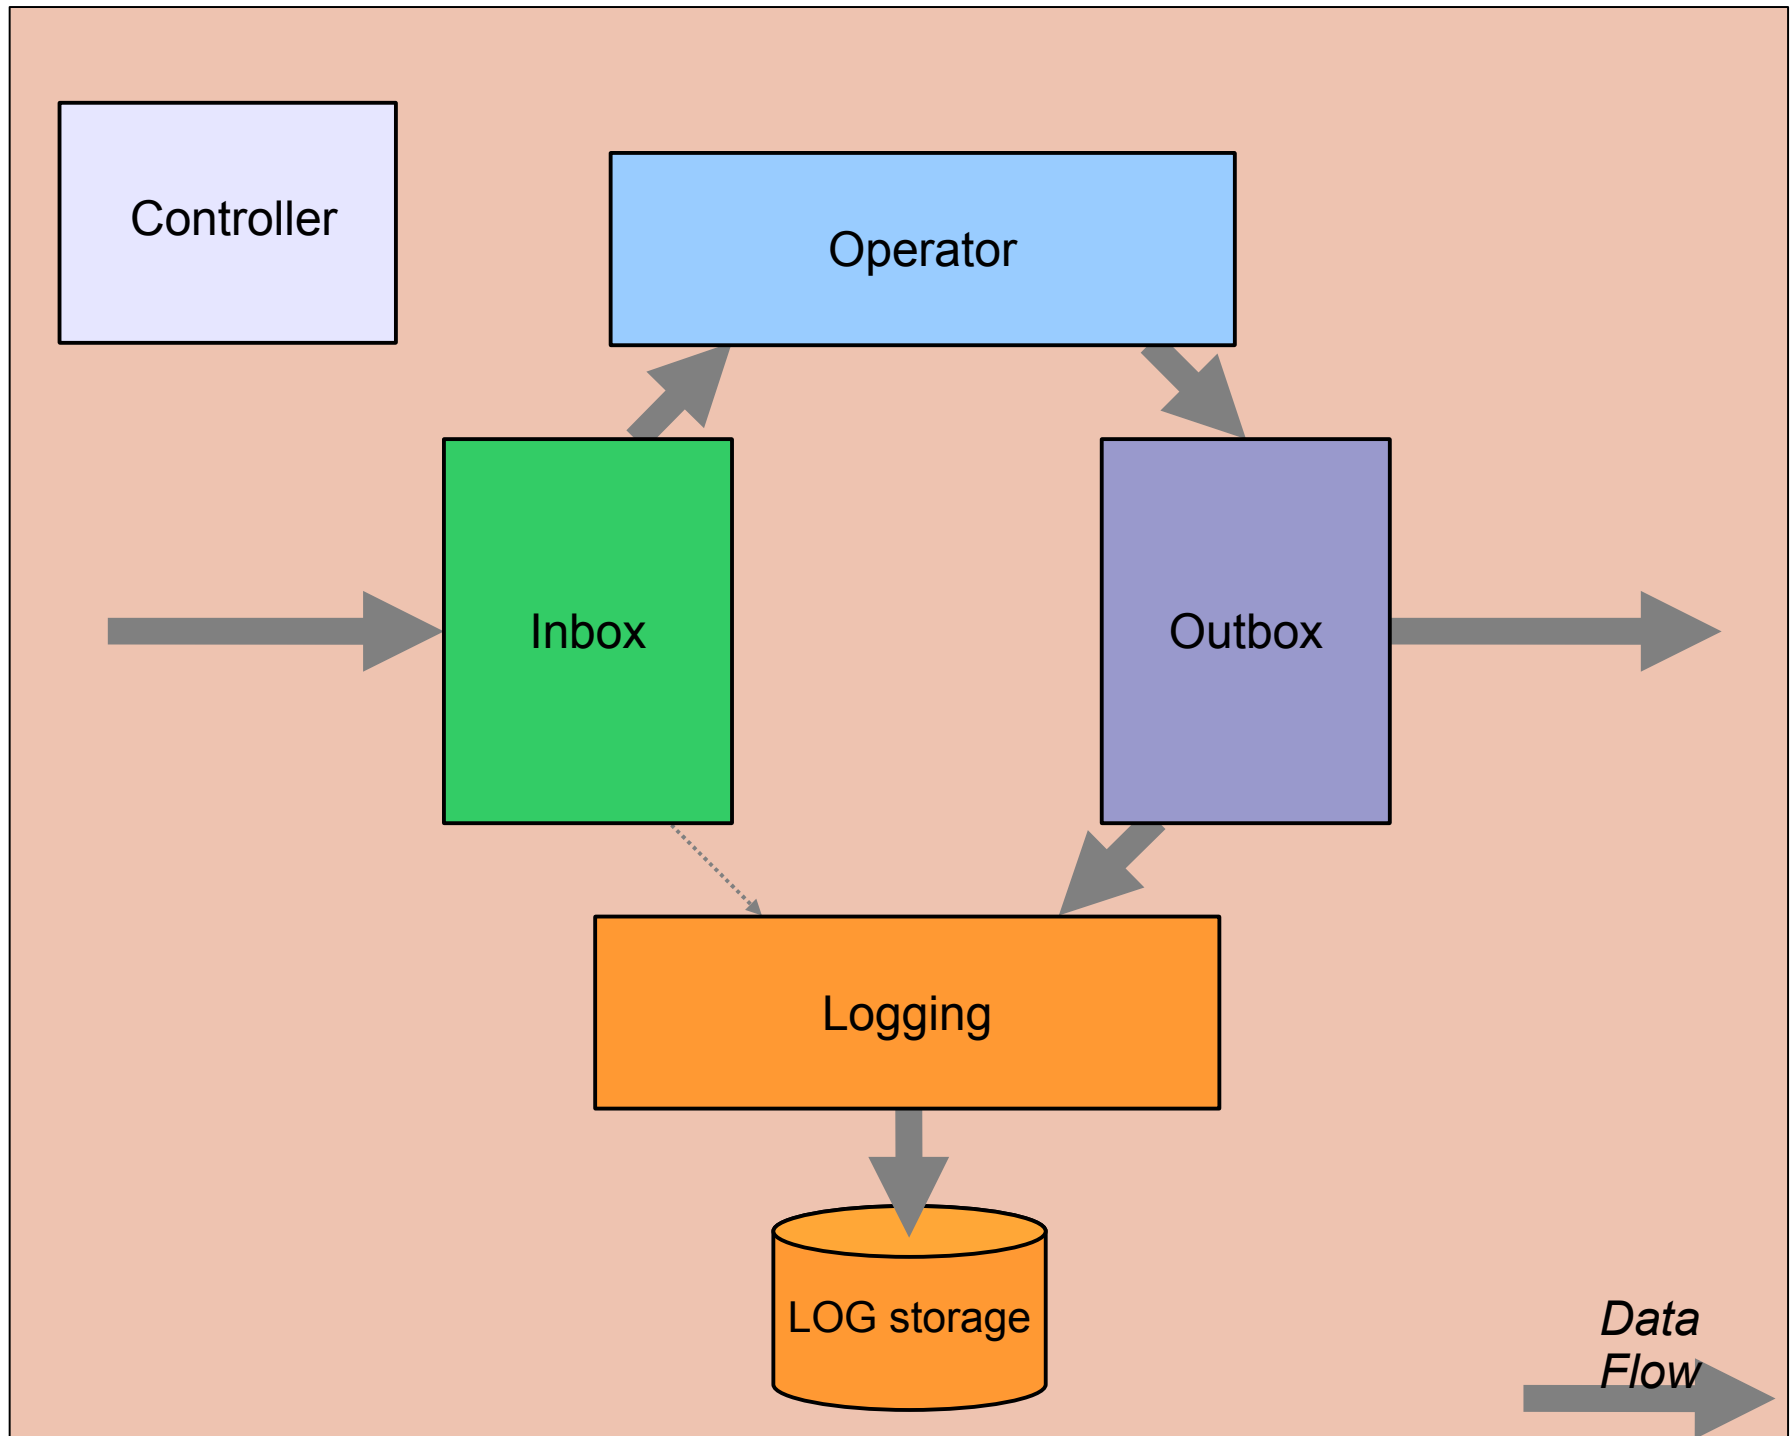 Controller
Operator
Inbox
Outbox
Logging
LOG storage
Data
Flow